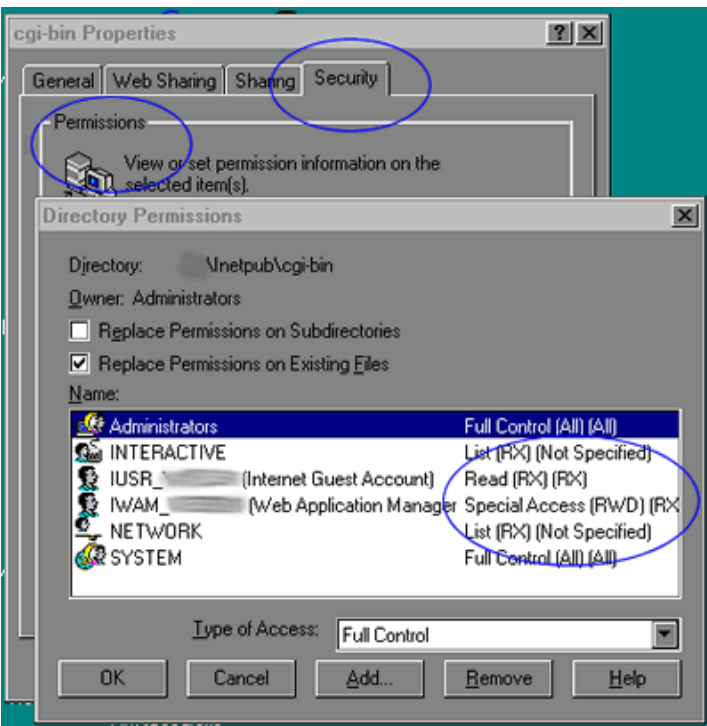 cgi-bin Properties
General Web Sharing Sharing Security
Permissions
View or set permission information on the
selected item(s).
Directory Permissions
Directory: \Inetpub\cgi-bin
Owner: Administrators
Replace Permissions on Subdirectories
Replace Permissions on Existing Files
Name:
Administrators Full Control (All) (All)
INTERACTIVE List (RX) (Not Specified)
IUSR_ (Internet Guest Account) Read (RX) (RX)
IWAM_ (Web Application Manager Special Access (RWD) (RX
NETWORK List (RX) (Not Specified)
SYSTEM Full Control (All) (All)
Type of Access: Full Control
OK Cancel Add... Remove Help